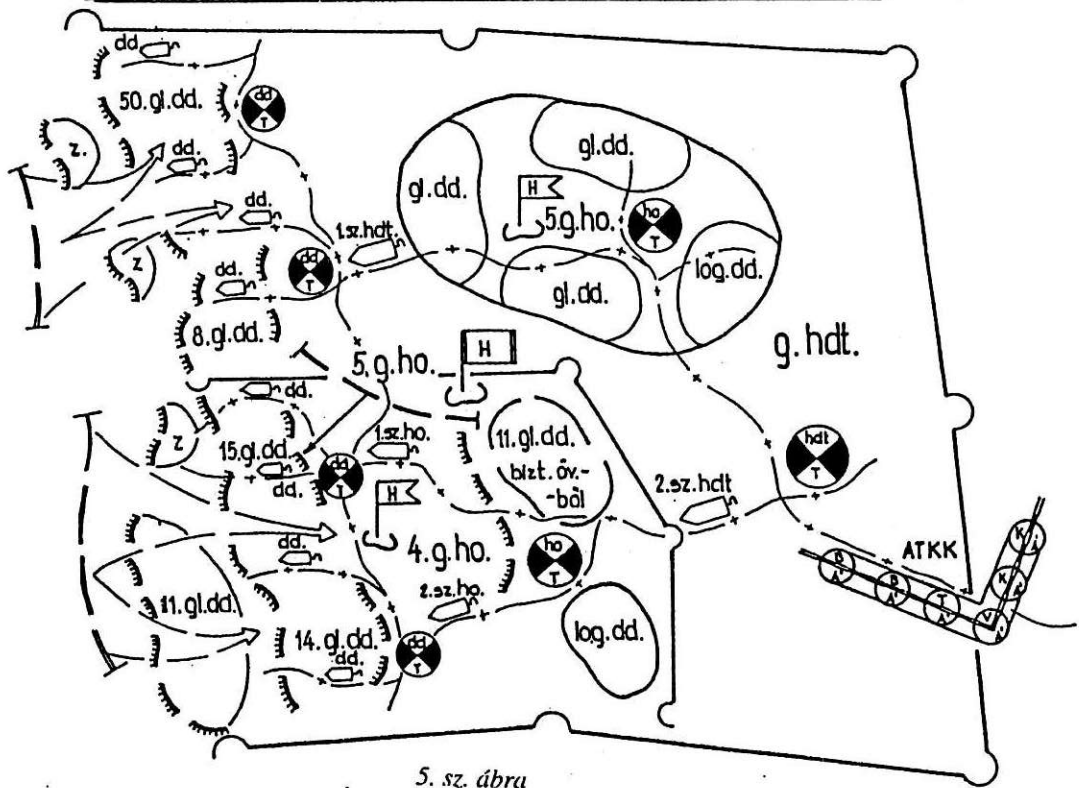 dd.
50.gl.dd.
dd
T
z.
dd.
dd.
z
dd
T
dd.
8.gl.dd.
1.sz.hdt.
gl.dd.
gl.dd.
H
5.g.ho.
ho
T
gl.dd.
log.dd.
g.hdt.
5.g.ho.
H
dd.
z
15.gl.dd.
dd.
dd
T
1.sz.ho.
H
11.gl.dd.
bizt. öv.-
-ből
2.sz.hdt
hdt
T
4.g.ho.
dd.
11.gl.dd.
14.gl.dd.
dd.
2.sz.ho.
dd
T
ho
T
log.dd.
ATKK
B
A
B
A
T
A
V
A
K
A
K
A
5. sz. ábra